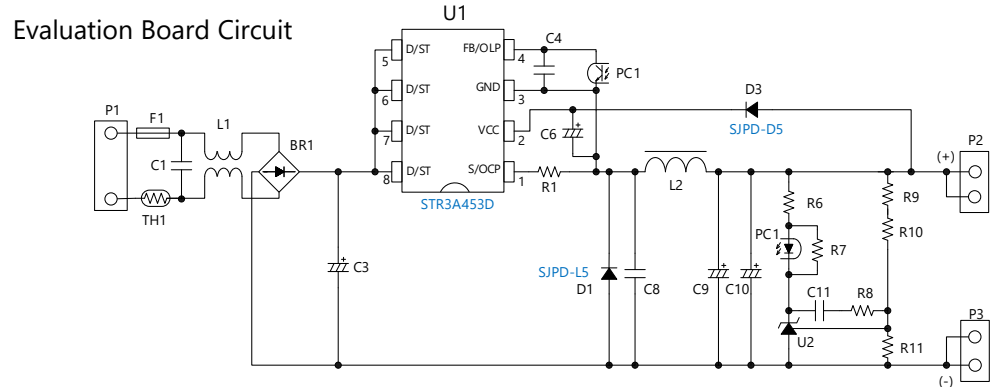 Evaluation Board Circuit
U1
C4
D/ST
FB/OLP
5
4
PC1
D/ST
GND
6
3
D3
P1
F1
L1
D/ST
VCC
7
2
C6
SJPD-D5
P2
BR1
(+)
C1
D/ST
S/OCP
8
1
R1
L2
TH1
STR3A453D
R6
R9
R10
PC1
R7
C3
SJPD-L5
D1
C8
C9
C10
C11
R8
P3
U2
R11
(-)
+
+
+
+